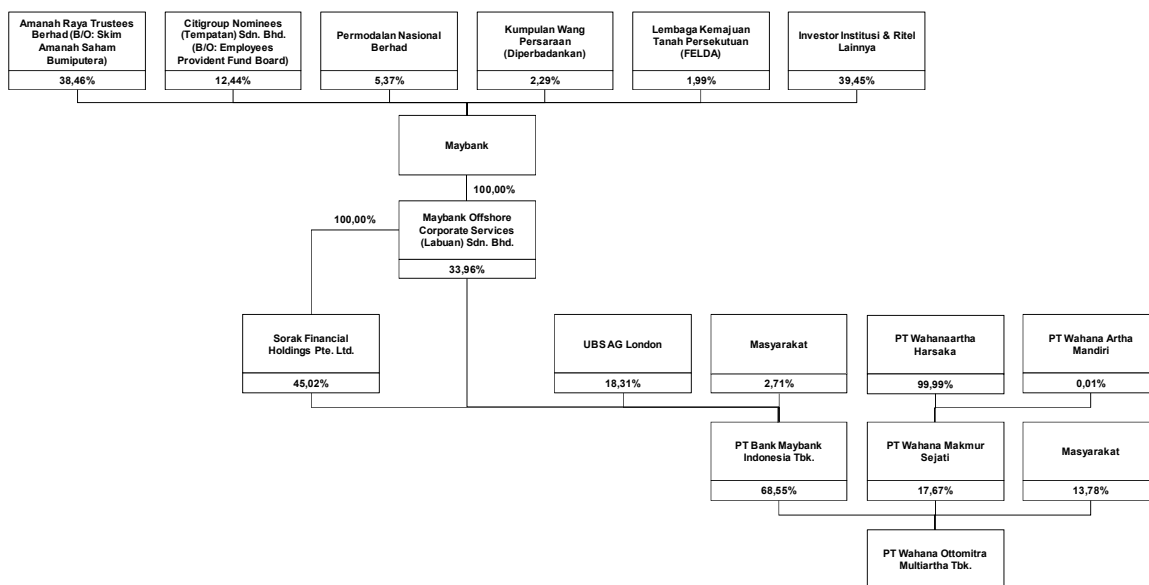 Amanah Raya Trustees
Berhad (B/O: Skim
Amanah Saham
Bumiputera)
38,46%
Citigroup Nominees
(Tempatan) Sdn. Bhd.
(B/O: Employees
Provident Fund Board)
12,44%
Permodalan Nasional
Berhad
5,37%
Kumpulan Wang
Persaraan
(Diperbadankan)
2,29%
Lembaga Kemajuan
Tanah Persekutuan
(FELDA)
1,99%
Investor Institusi & Ritel
Lainnya
39,45%
Maybank
100,00%
100,00%
Maybank Offshore
Corporate Services
(Labuan) Sdn. Bhd.
33,96%
Sorak Financial
Holdings Pte. Ltd.
45,02%
UBS AG London
18,31%
Masyarakat
2,71%
PT Wahanaartha
Harsaka
99,99%
PT Wahana Artha
Mandiri
0,01%
PT Bank Maybank
Indonesia Tbk.
68,55%
PT Wahana Makmur
Sejati
17,67%
Masyarakat
13,78%
PT Wahana Ottomitra
Multiartha Tbk.